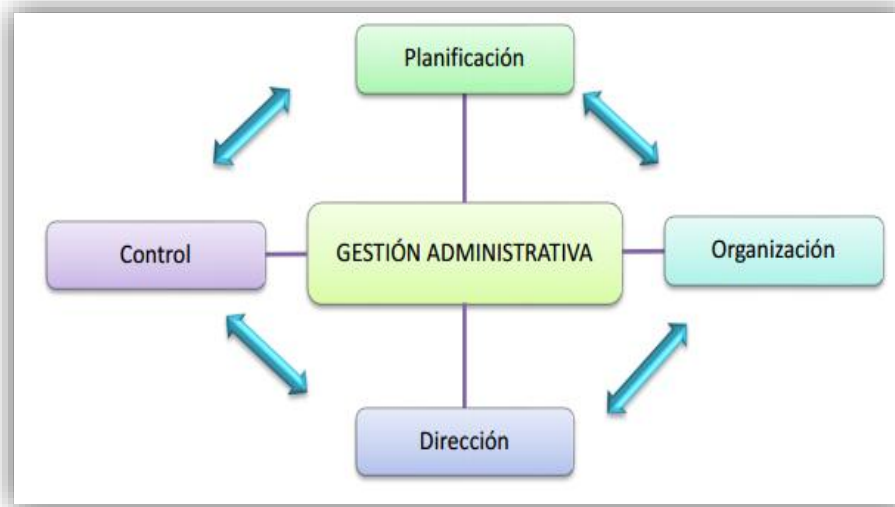 Planificación
Control
GESTIÓN ADMINISTRATIVA
Organización
Dirección